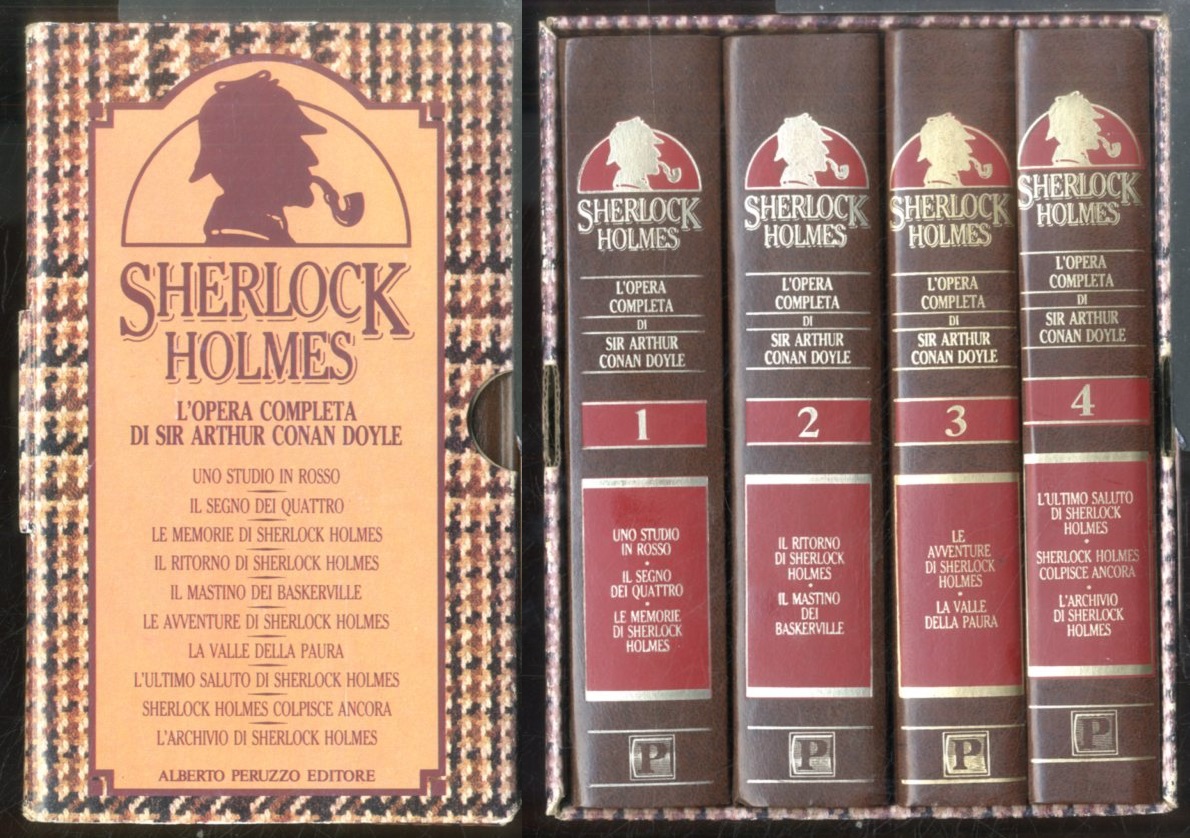 SHERLOCK
HOLMES
L'OPERA COMPLETA
DI SIR ARTHUR CONAN DOYLE
UNO STUDIO IN ROSSO
IL SEGNO DEI QUATTRO
LE MEMORIE DI SHERLOCK HOLMES
IL RITORNO DI SHERLOCK HOLMES
IL MASTINO DEI BASKERVILLE
LE AVVENTURE DI SHERLOCK HOLMES
LA VALLE DELLA PAURA
L'ULTIMO SALUTO DI SHERLOCK HOLMES
SHERLOCK HOLMES COLPISCE ANCORA
L'ARCHIVIO DI SHERLOCK HOLMES
ALBERTO PERUZZO EDITORE
SHERLOCK
HOLMES
L'OPERA
COMPLETA
DI
SIR ARTHUR
CONAN DOYLE
1
UNO STUDIO
IN ROSSO
IL SEGNO
DEI QUATTRO
LE MEMORIE
DI SHERLOCK
HOLMES
P
SHERLOCK
HOLMES
L'OPERA
COMPLETA
DI
SIR ARTHUR
CONAN DOYLE
2
IL RITORNO
DI SHERLOCK
HOLMES
IL MASTINO
DEI
BASKERVILLE
P
SHERLOCK
HOLMES
L'OPERA
COMPLETA
DI
SIR ARTHUR
CONAN DOYLE
3
LE
AVVENTURE
DI SHERLOCK
HOLMES
LA VALLE
DELLA PAURA
P
SHERLOCK
HOLMES
L'OPERA
COMPLETA
DI
SIR ARTHUR
CONAN DOYLE
4
L'ULTIMO SALUTO
DI SHERLOCK
HOLMES
SHERLOCK HOLMES
COLPISCE ANCORA
L'ARCHIVIO
DI SHERLOCK
HOLMES
P